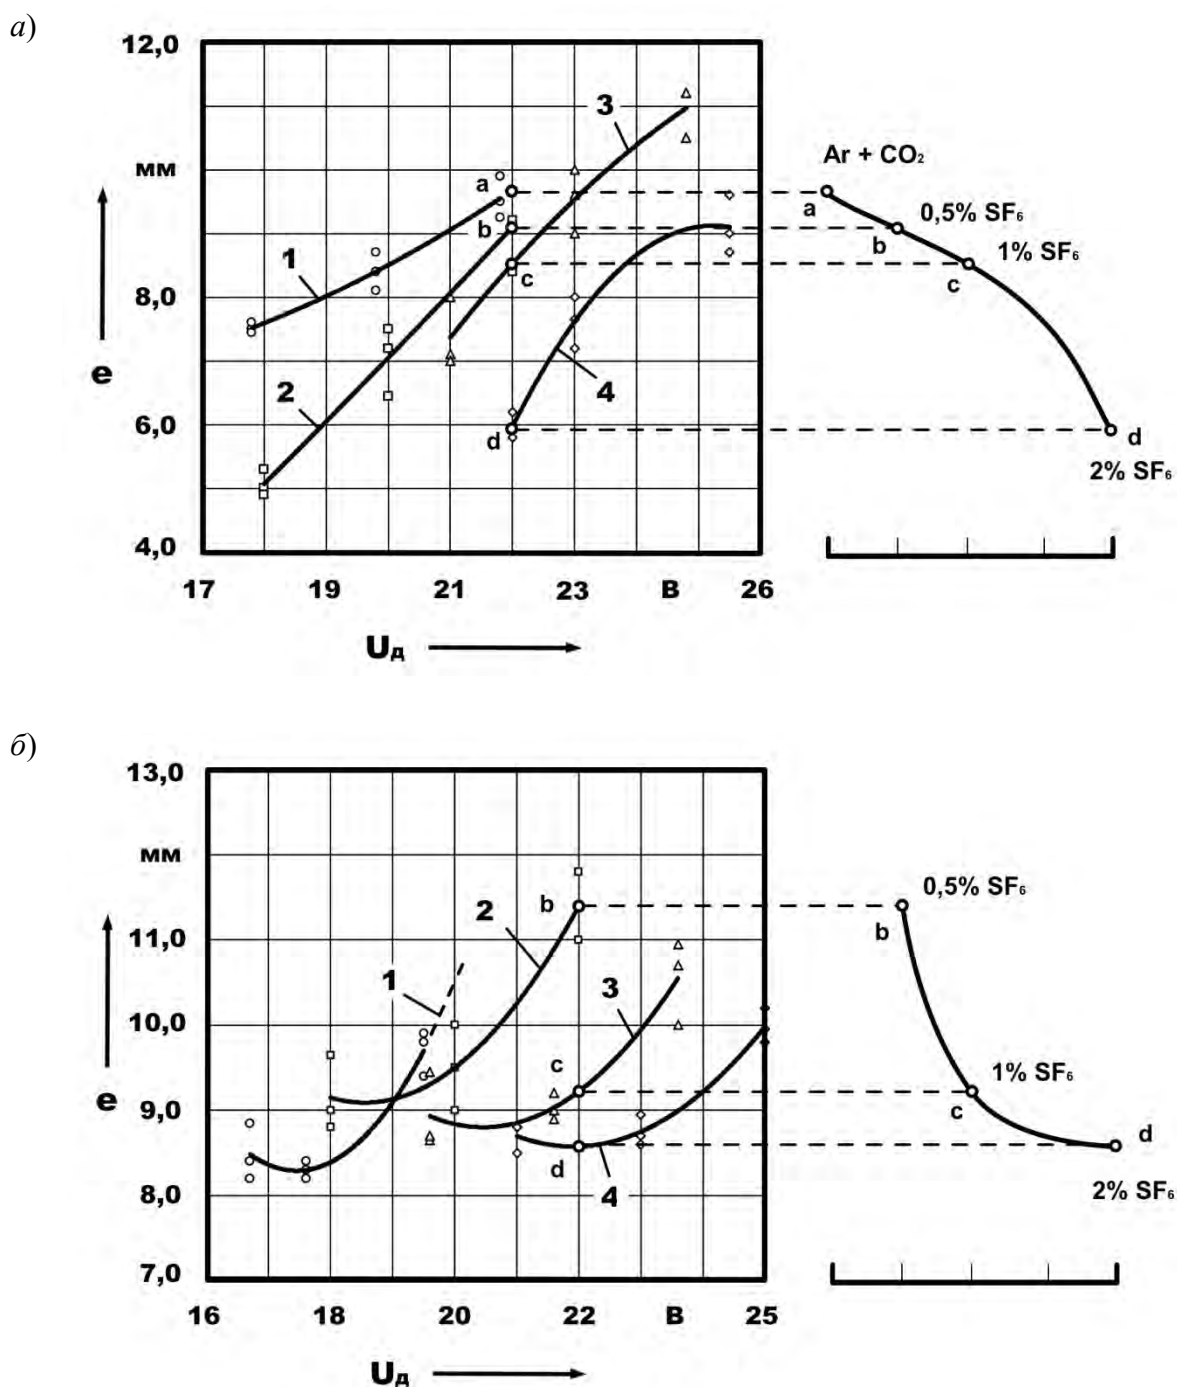 а)
12,0
3
мм
Ar + CO₂
a
a
0,5% SF₆
b
b
1% SF₆
1
c
c
8,0
e
2
4
6,0
d
d
2% SF₆
4,0
17 19 21 23 В 26
Uд
б)
13,0
мм
0,5% SF₆
b
2
b
11,0
1
3
10,0
c
1% SF₆
e
9,0
c
d
d
4
2% SF₆
8,0
7,0
16 18 20 22 В 25
Uд